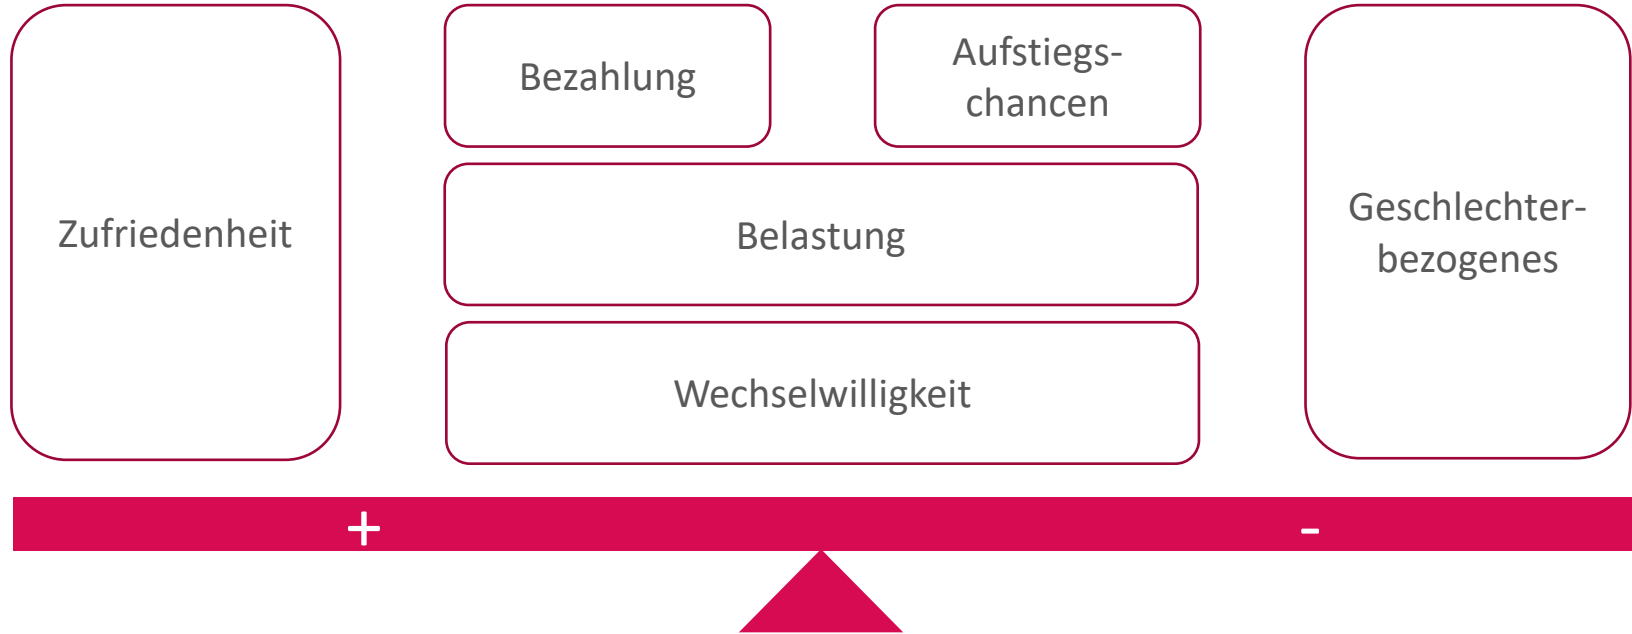 Zufriedenheit
Bezahlung
Aufstiegs-
chancen
Belastung
Wechselwilligkeit
Geschlechter-
bezogenes
+
-